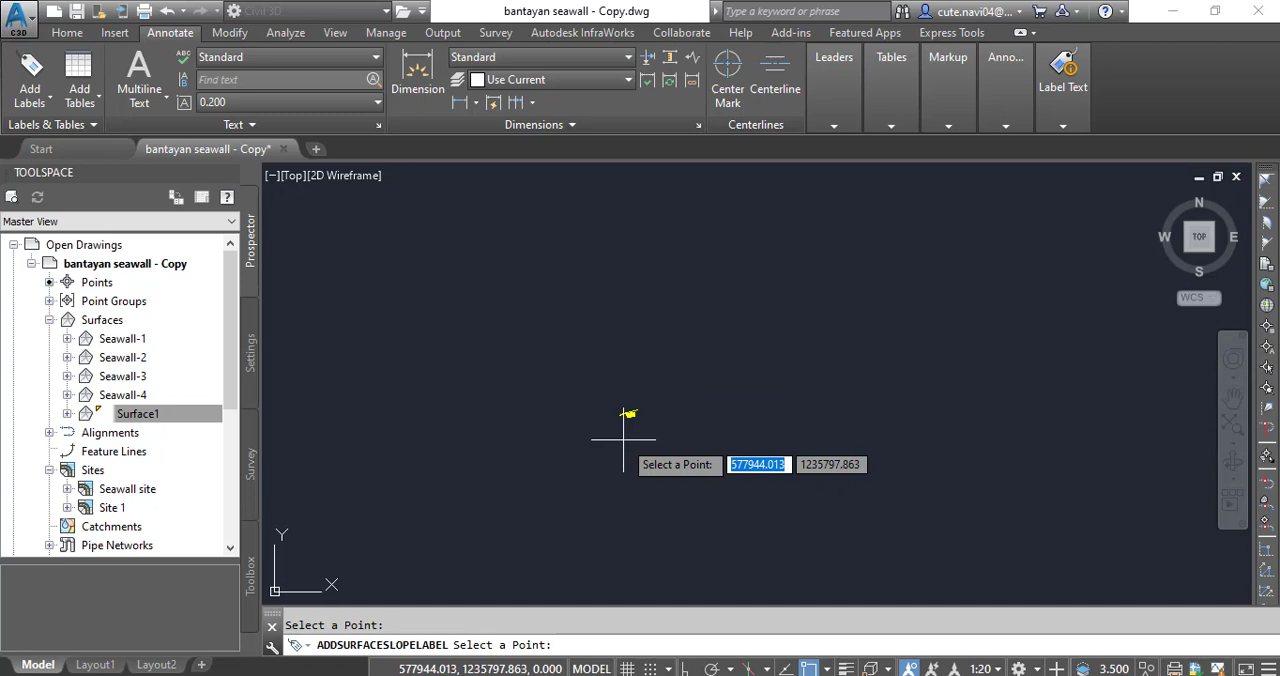 Civil 3D
bantayan seawall - Copy.dwg
Type a keyword or phrase
cute.navi04@...
C3D
Home Insert Annotate Modify Analyze View Manage Output Survey Autodesk InfraWorks Collaborate Help Add-ins Featured Apps Express Tools
Add Labels
Add Tables
Labels & Tables
Multiline Text
ABC
Standard
Find text
0.200
Text
Dimension
Standard
Use Current
Dimensions
Center Mark
Centerline
Centerlines
Leaders
Tables
Markup
Anno...
Label Text
Start
bantayan seawall - Copy*
TOOLSPACE
Master View
Open Drawings
bantayan seawall - Copy
Points
Point Groups
Surfaces
Seawall-1
Seawall-2
Seawall-3
Seawall-4
Surface1
Alignments
Feature Lines
Sites
Seawall site
Site 1
Catchments
Pipe Networks
Prospector
Settings
Survey
Toolbox
[−][Top][2D Wireframe]
N
W TOP E
S
WCS
Select a Point: 577944.013 1235797.863
Y
X
Select a Point:
ADDSURFACESLOPELABEL Select a Point:
Model Layout1 Layout2
577944.013, 1235797.863, 0.000 MODEL 1:20 3.500